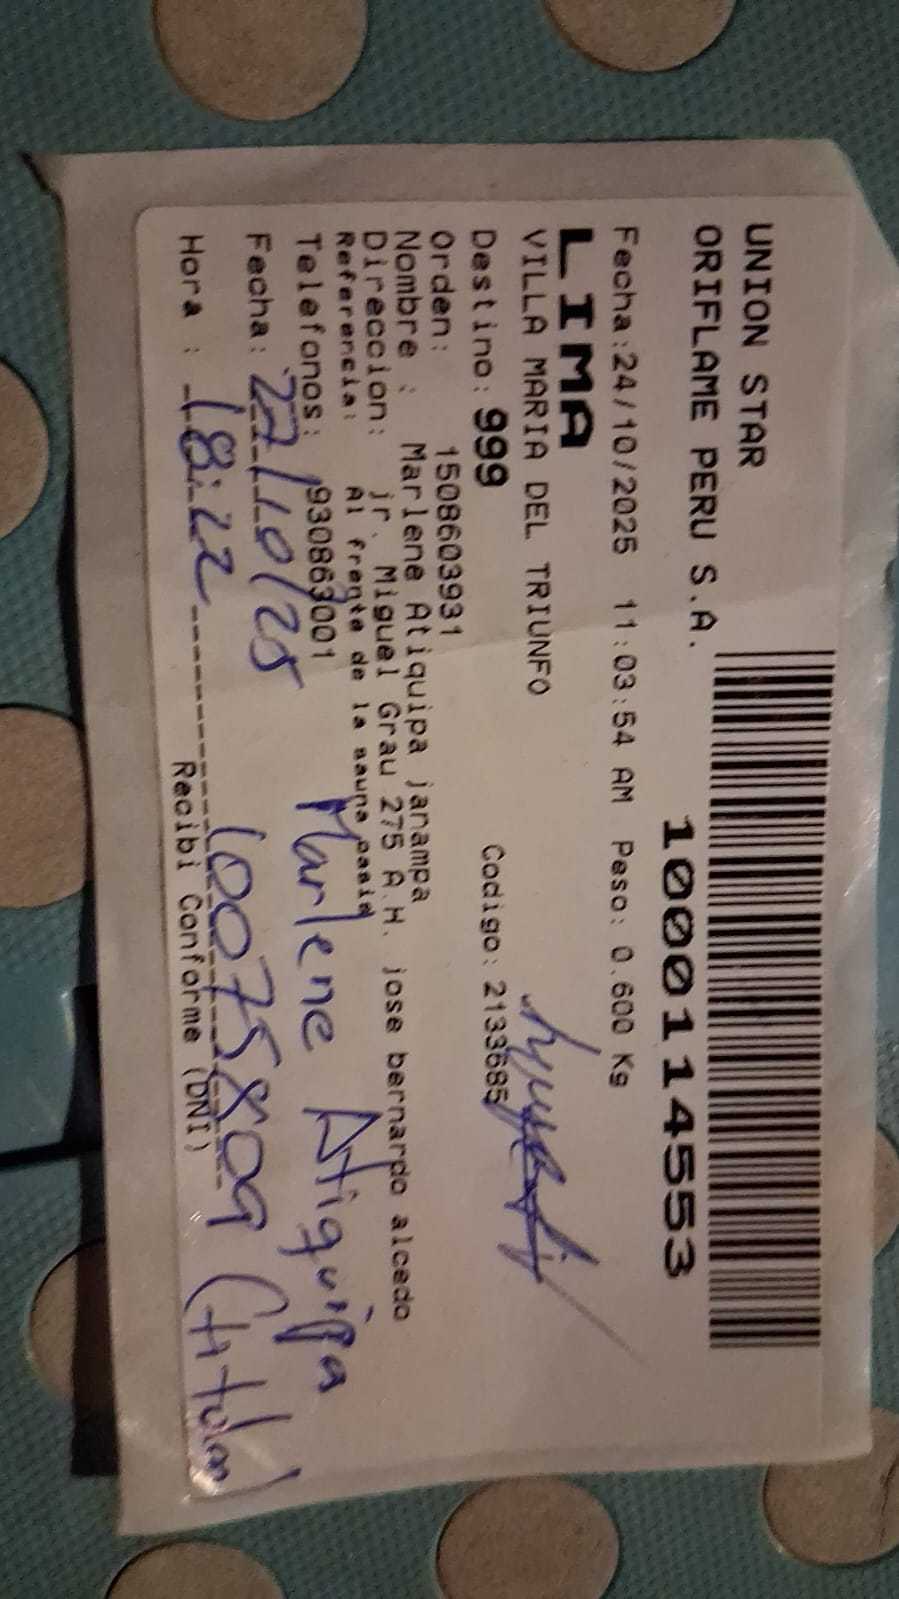 UNION STAR
ORIFLAME PERU S.A.
10001114553
Fecha:24/10/2025 11:03:54 AM Peso: 0.600 Kg
LIMA
VILLA MARIA DEL TRIUNFO
Destino: 999 Codigo: 2133685
Orden: 1508603931
Nombre : Marlene Atiquipa janampa
Direccion: jr. Miguel Grau 275 A.H. jose bernardo alcedo
Referencia: Al frente de la sauna oasis
Telefonos: 930863001
Marlene Atiquipa
Fecha: 27/10/25
Hora : 18:22 10075809 (titular)
Recibi Conforme (DNI)